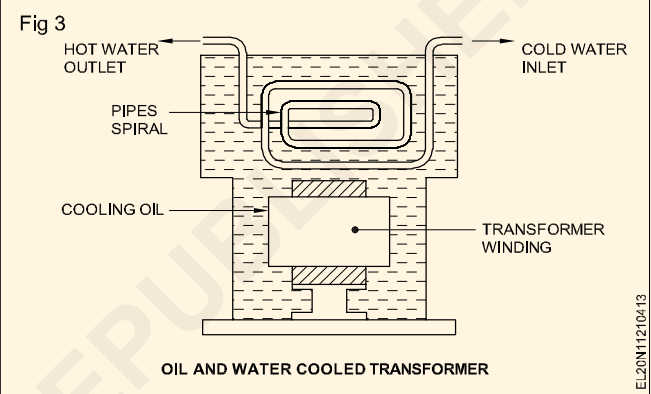 Fig 3
HOT WATER
OUTLET
COLD WATER
INLET
PIPES
SPIRAL
COOLING OIL
TRANSFORMER
WINDING
OIL AND WATER COOLED TRANSFORMER
EL20N11210413